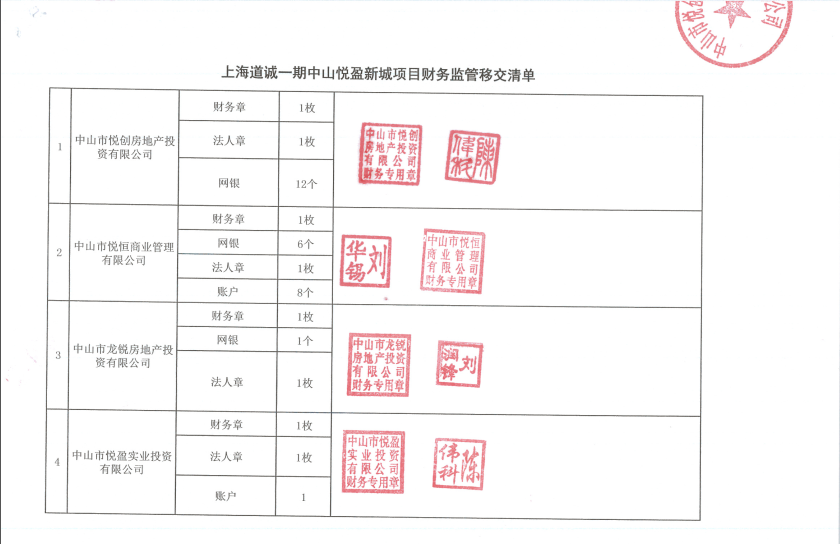 中山市悦创
公司
上海道诚一期中山悦盈新城项目财务监管移交清单
1
中山市悦创房地产投
资有限公司
财务章
1枚
法人章
1枚
网银
12个
中山市悦创
房地产投资
有限公司
财务专用章
陳
偉
科
2
中山市悦恒商业管理
有限公司
财务章
1枚
网银
6个
法人章
1枚
账户
8个
刘
华锡
中山市悦恒
商业管理
有限公司
财务专用章
3
中山市龙锐房地产投
资有限公司
财务章
1枚
网银
1个
法人章
1枚
中山市龙锐
房地产投资
有限公司
财务专用章
刘
润锋
4
中山市悦盈实业投资
有限公司
财务章
1枚
法人章
1枚
账户
1
中山市悦盈
实业投资
有限公司
财务专用章
陈
伟科